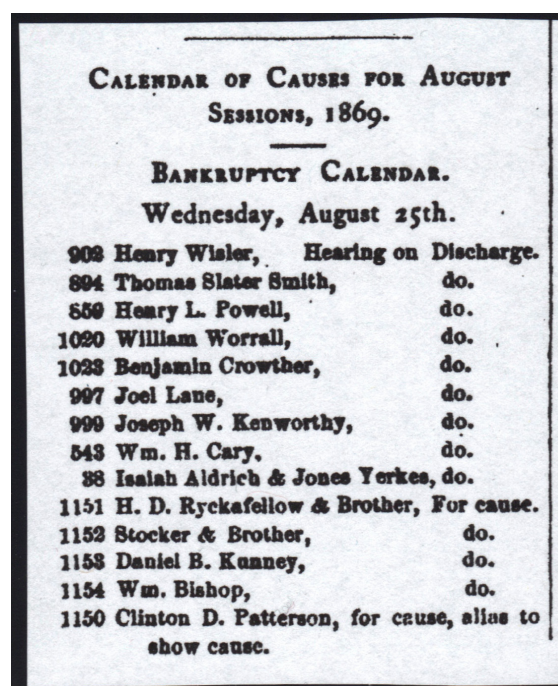 CALENDAR OF CAUSES FOR AUGUST
SESSIONS, 1869.
BANKRUPTCY CALENDAR.
Wednesday, August 25th.
902 Henry Wisler, Hearing on Discharge.
894 Thomas Slater Smith, do.
859 Henry L. Powell, do.
1020 William Worrall, do.
1023 Benjamin Crowther, do.
997 Joel Lane, do.
999 Joseph W. Kenworthy, do.
543 Wm. H. Cary, do.
38 Isaiah Aldrich & Jones Yerkes, do.
1151 H. D. Ryckafellow & Brother, For cause.
1152 Stocker & Brother, do.
1153 Daniel B. Kunney, do.
1154 Wm. Bishop, do.
1150 Clinton D. Patterson, for cause, alias to
show cause.